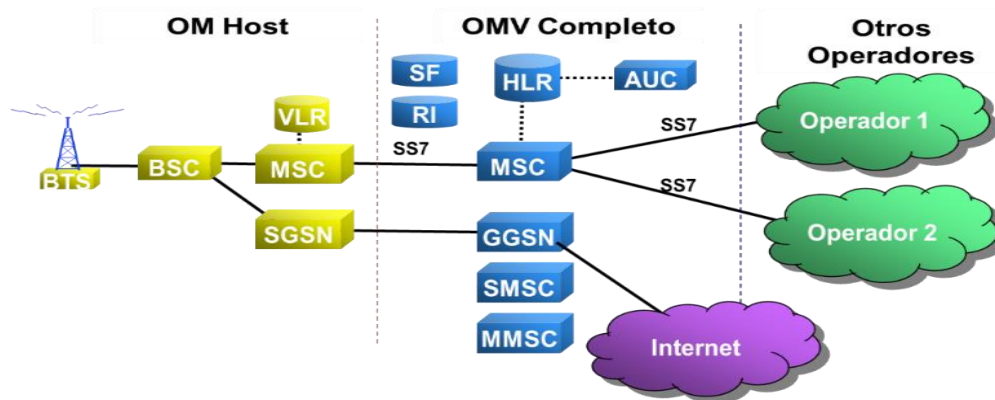 OM Host
OMV Completo
Otros
Operadores
SF
HLR
AUC
RI
VLR
BTS
BSC
MSC
SS7
MSC
SS7
SS7
Operador 1
Operador 2
SGSN
GGSN
SMSC
MMSC
Internet